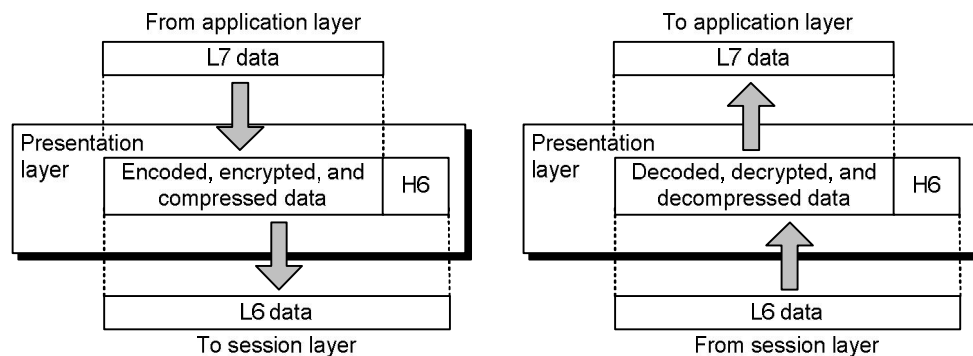 From application layer
L7 data
Presentation
layer
Encoded, encrypted, and
compressed data
H6
L6 data
To session layer
To application layer
L7 data
Presentation
layer
Decoded, decrypted, and
decompressed data
H6
L6 data
From session layer